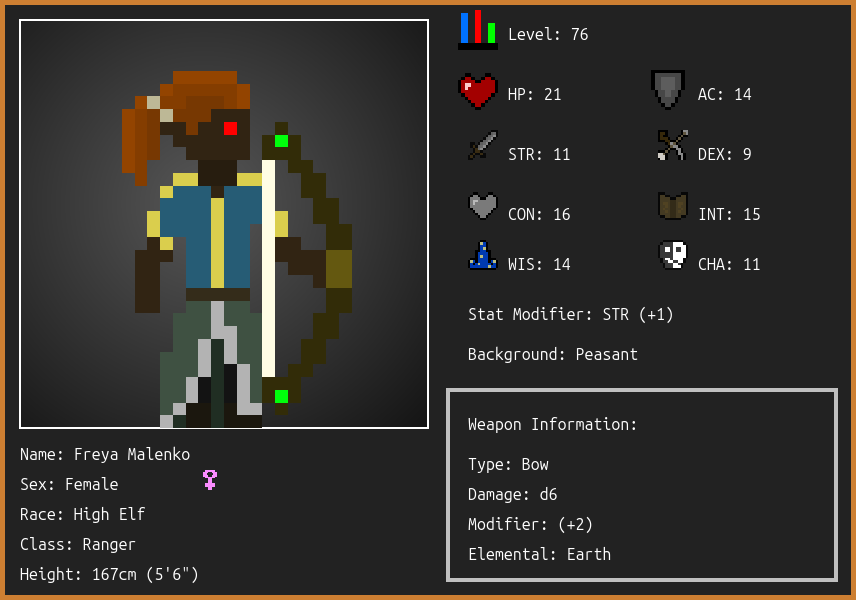 Level: 76
HP: 21
AC: 14
STR: 11
DEX: 9
CON: 16
INT: 15
WIS: 14
CHA: 11
Stat Modifier: STR (+1)
Background: Peasant
Weapon Information:
Type: Bow
Damage: d6
Modifier: (+2)
Elemental: Earth
Name: Freya Malenko
Sex: Female
Race: High Elf
Class: Ranger
Height: 167cm (5'6")